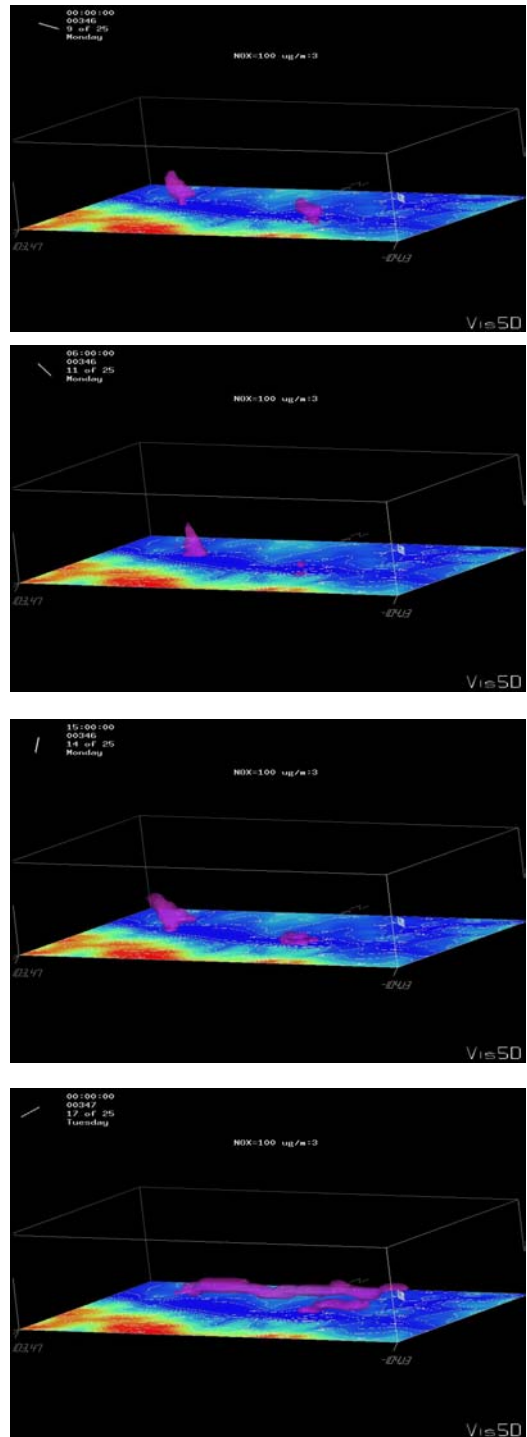 00:00:00
00346
9 of 25
Monday
NOX=100 ug/m:3
Vis5D
06:00:00
00346
11 of 25
Monday
NOX=100 ug/m:3
Vis5D
15:00:00
00346
14 of 25
Monday
NOX=100 ug/m:3
Vis5D
00:00:00
00347
17 of 25
Tuesday
NOX=100 ug/m:3
Vis5D